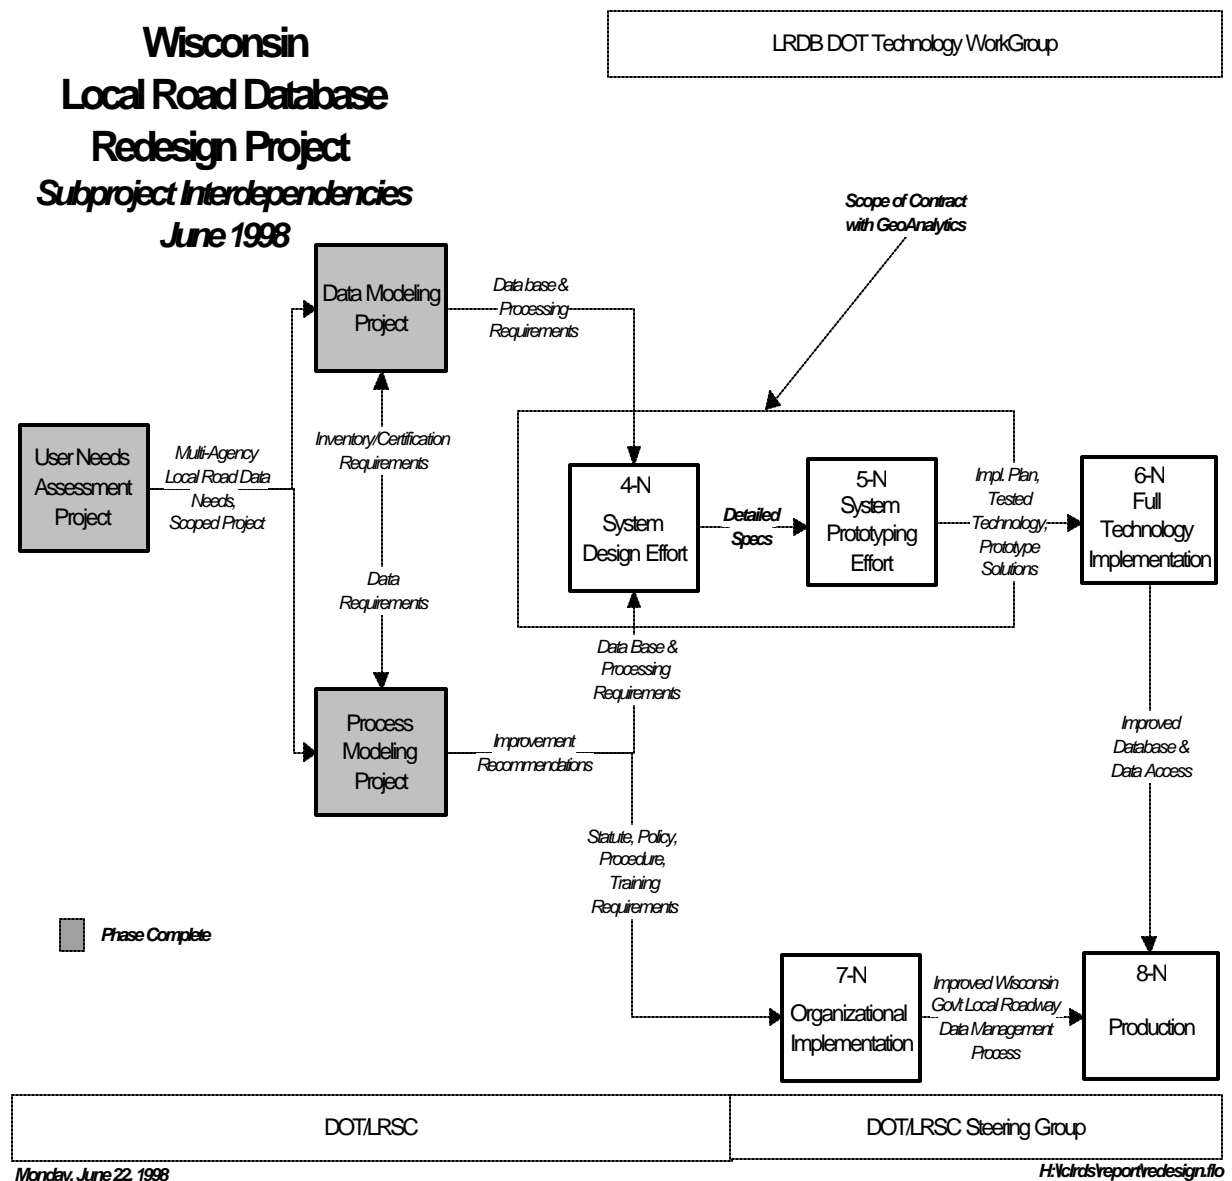 Wisconsin
Local Road Database
Redesign Project
Subproject Interdependencies
June 1998
LRDB DOT Technology WorkGroup
Scope of Contract
with GeoAnalytics
Data Modeling
Project
Data base &
Processing
Requirements
User Needs
Assessment
Project
Multi-Agency
Local Road Data
Needs,
Scoped Project
Inventory/Certification
Requirements
Data
Requirements
4-N
System
Design Effort
Detailed
Specs
5-N
System
Prototyping
Effort
Impl. Plan,
Tested
Technology,
Prototype
Solutions
6-N
Full
Technology
Implementation
Data Base &
Processing
Requirements
Process
Modeling
Project
Improvement
Recommendations
Improved
Database &
Data Access
Statute, Policy,
Procedure,
Training
Requirements
Phase Complete
7-N
Organizational
Implementation
Improved Wisconsin
Gov't Local Roadway
Data Management
Process
8-N
Production
DOT/LRSC
DOT/LRSC Steering Group
Monday, June 22, 1998
H:\lclrds\report\redesign.flo